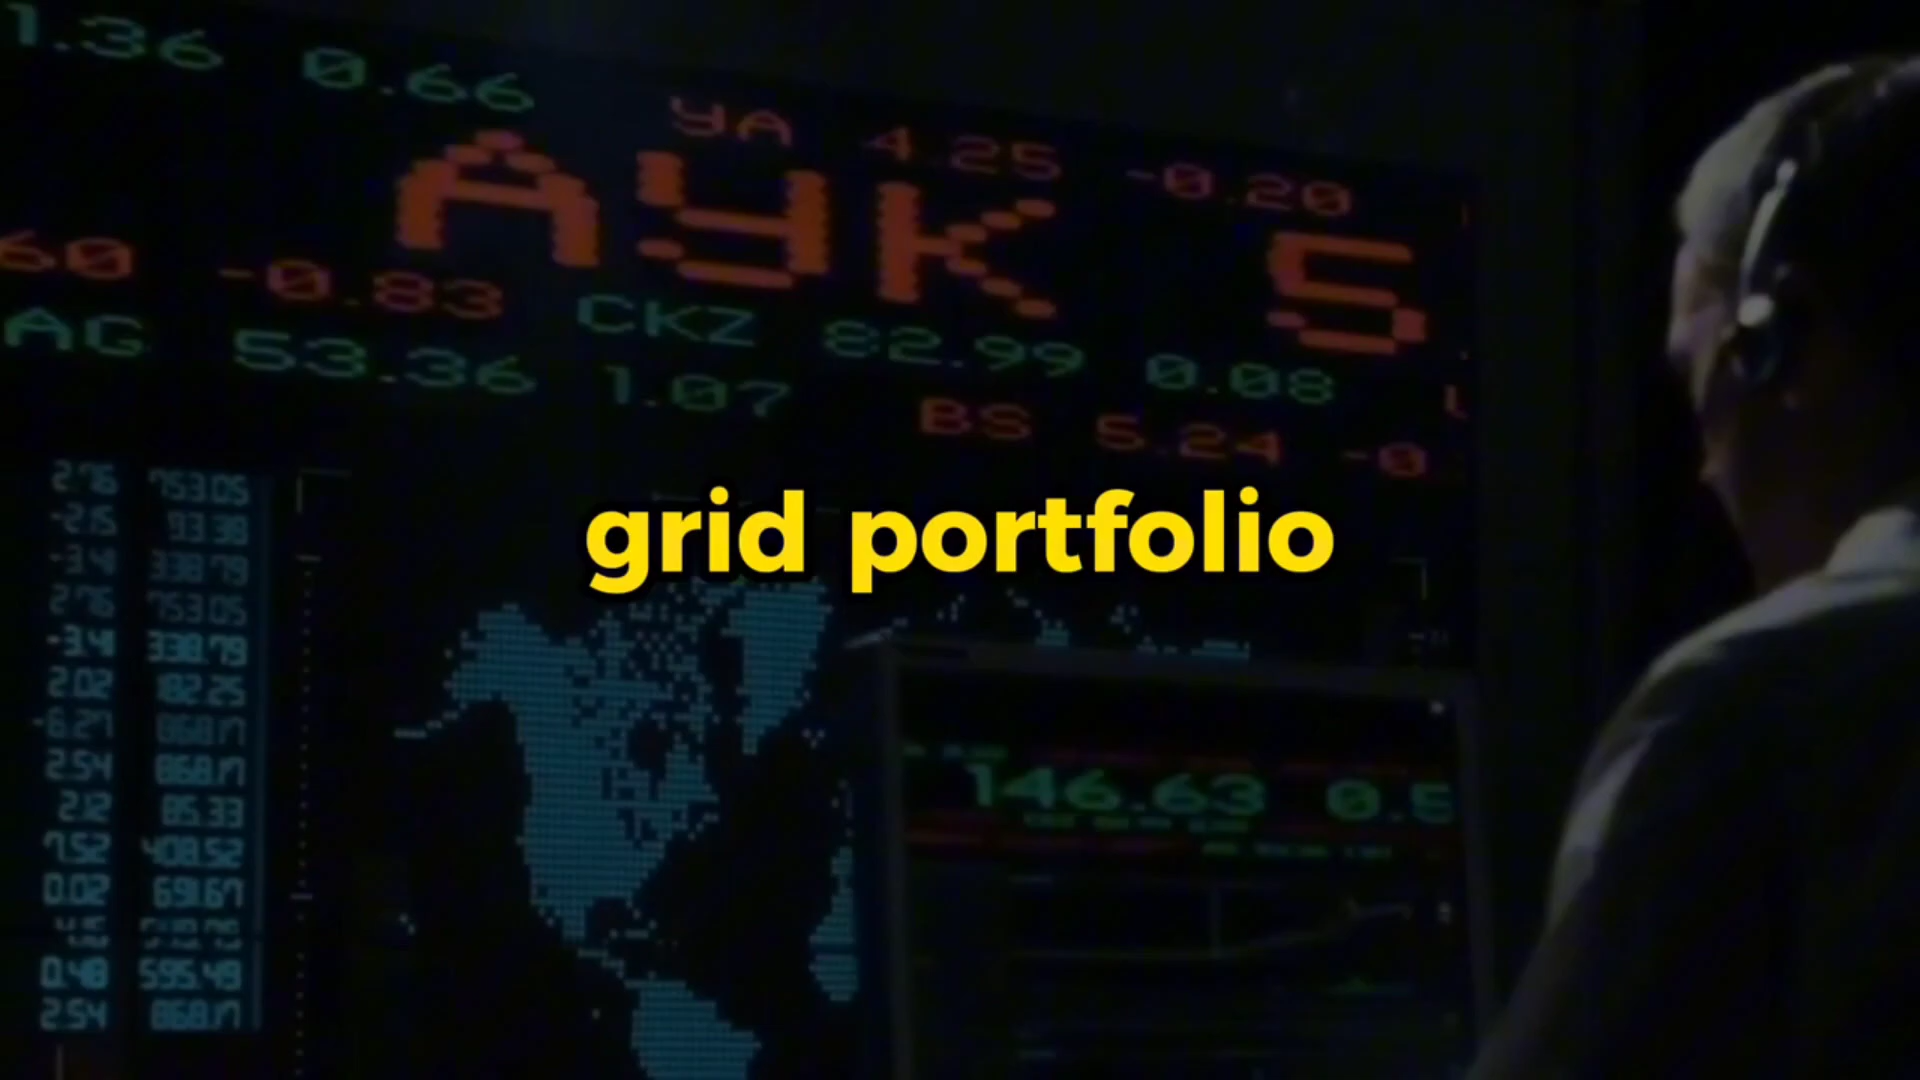 1.36 0.66
YA 4.25 -0.20
AYK 5
60 -0.83
CKZ 82.99 0.08
AG 53.36 1.07
BS 5.24 -0
grid portfolio
2.76 753.05
-2.15 93.38
-3.41 338.79
2.76 753.05
-3.41 338.79
2.02 182.25
-6.27 868.17
2.54 868.17
2.12 85.33
7.52 408.52
0.02 691.67
0.48 595.49
2.54 868.17
146.63 0.5